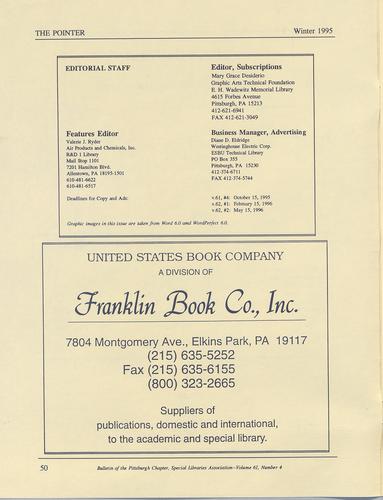 THE POINTER
Winter 1995
EDITORIAL STAFF
Editor, Subscriptions
Mary Grace Desiderio
Graphic Arts Technical Foundation
E. H. Wadewitz Memorial Library
4615 Forbes Avenue
Pittsburgh, PA 15213
412-621-6941
FAX 412-621-3049
Features Editor
Valerie J. Ryder
Air Products and Chemicals, Inc.
R&D 1 Library
Mail Stop 1101
7201 Hamilton Blvd.
Allentown, PA 18195-1501
610-481-6622
610-481-6517
Business Manager, Advertising
Diane D. Eldridge
Westinghouse Electric Corp.
ESBU Technical Library
PO Box 355
Pittsburgh, PA 15230
412-374-6711
FAX 412-374-5744
Deadlines for Copy and Ads:
v.61, #4: October 15, 1995
v.62, #1: February 15, 1996
v.62, #2: May 15, 1996
Graphic images in this issue are taken from Word 6.0 and WordPerfect 6.0.
UNITED STATES BOOK COMPANY
A DIVISION OF
Franklin Book Co., Inc.
7804 Montgomery Ave., Elkins Park, PA 19117
(215) 635-5252
Fax (215) 635-6155
(800) 323-2665
Suppliers of
publications, domestic and international,
to the academic and special library.
50
Bulletin of the Pittsburgh Chapter, Special Libraries Association—Volume 61, Number 4